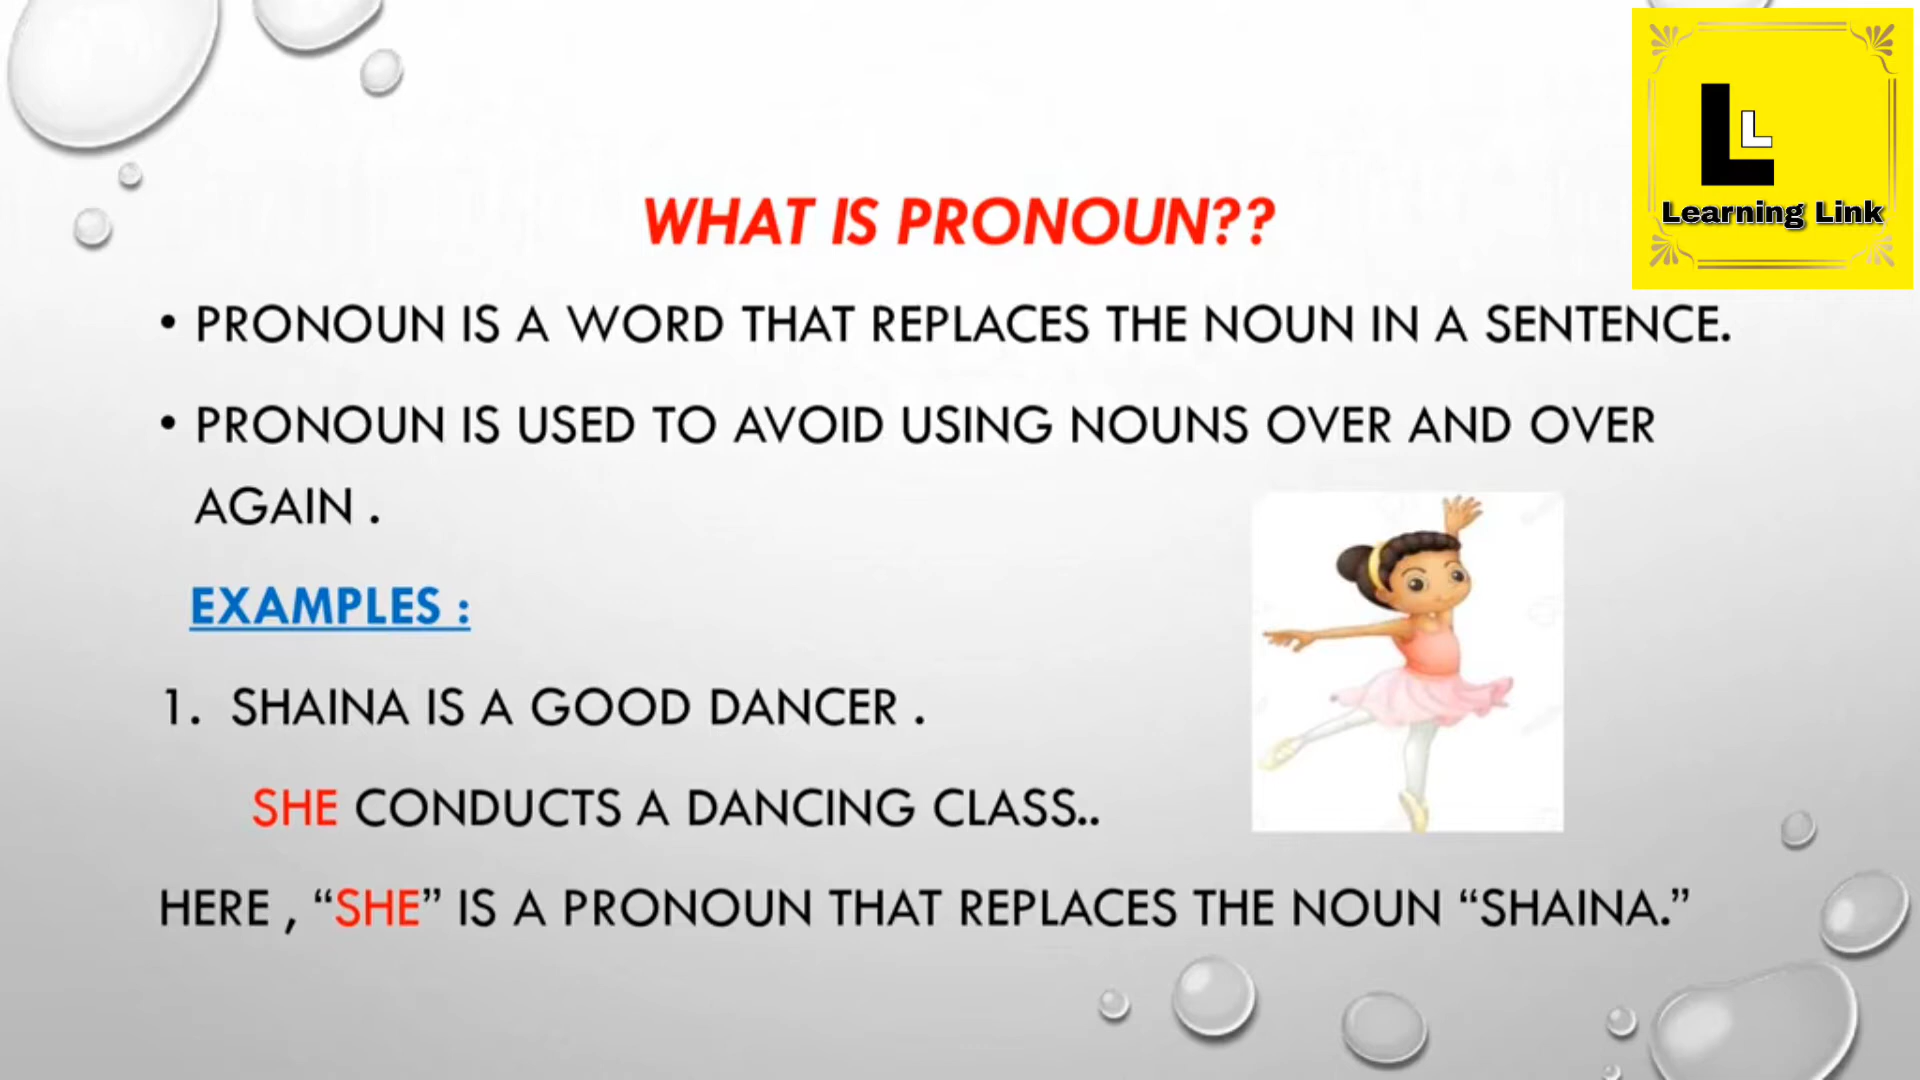 L
L
Learning Link
WHAT IS PRONOUN??
• PRONOUN IS A WORD THAT REPLACES THE NOUN IN A SENTENCE.
• PRONOUN IS USED TO AVOID USING NOUNS OVER AND OVER
AGAIN .
EXAMPLES :
1. SHAINA IS A GOOD DANCER .
SHE CONDUCTS A DANCING CLASS..
HERE , “SHE” IS A PRONOUN THAT REPLACES THE NOUN “SHAINA.”